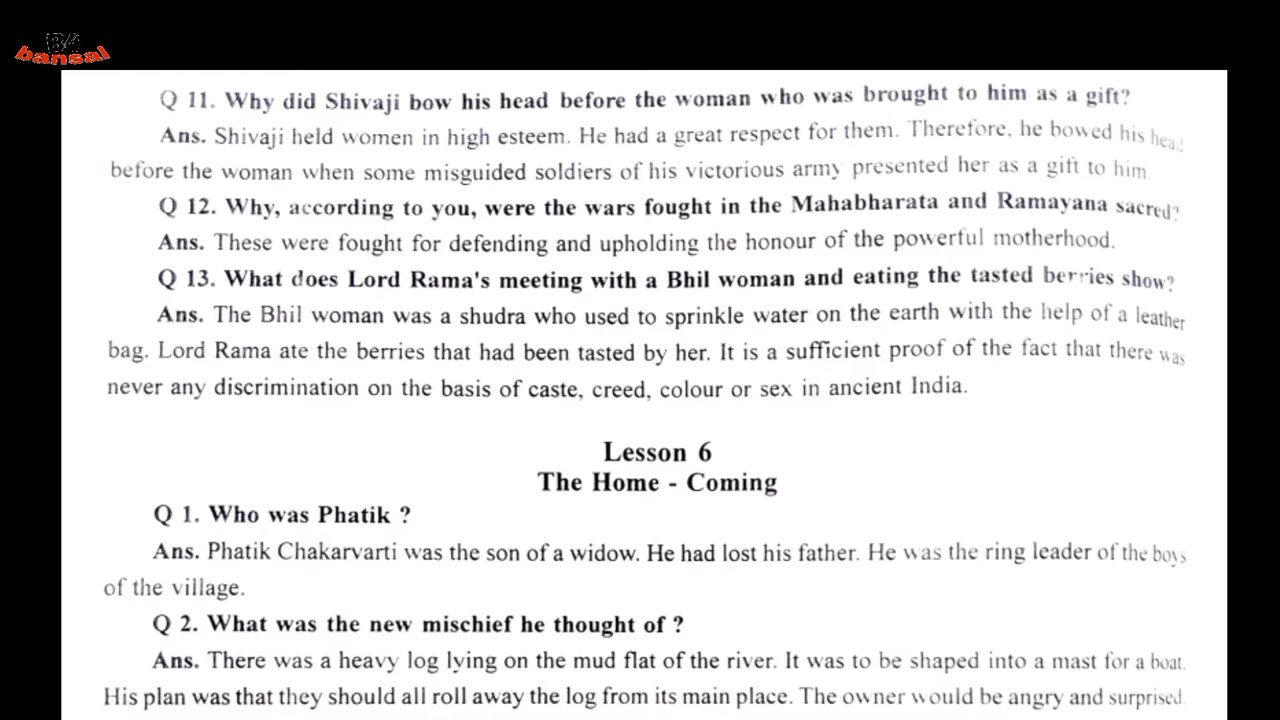 B4
bansal
Q 11. Why did Shivaji bow his head before the woman who was brought to him as a gift?
Ans. Shivaji held women in high esteem. He had a great respect for them. Therefore, he bowed his head
before the woman when some misguided soldiers of his victorious army presented her as a gift to him
Q 12. Why, according to you, were the wars fought in the Mahabharata and Ramayana sacred?
Ans. These were fought for defending and upholding the honour of the powerful motherhood.
Q 13. What does Lord Rama's meeting with a Bhil woman and eating the tasted berries show?
Ans. The Bhil woman was a shudra who used to sprinkle water on the earth with the help of a leather
bag. Lord Rama ate the berries that had been tasted by her. It is a sufficient proof of the fact that there was
never any discrimination on the basis of caste, creed, colour or sex in ancient India.
Lesson 6
The Home - Coming
Q 1. Who was Phatik ?
Ans. Phatik Chakarvarti was the son of a widow. He had lost his father. He was the ring leader of the boys
of the village.
Q 2. What was the new mischief he thought of ?
Ans. There was a heavy log lying on the mud flat of the river. It was to be shaped into a mast for a boat.
His plan was that they should all roll away the log from its main place. The owner would be angry and surprised.